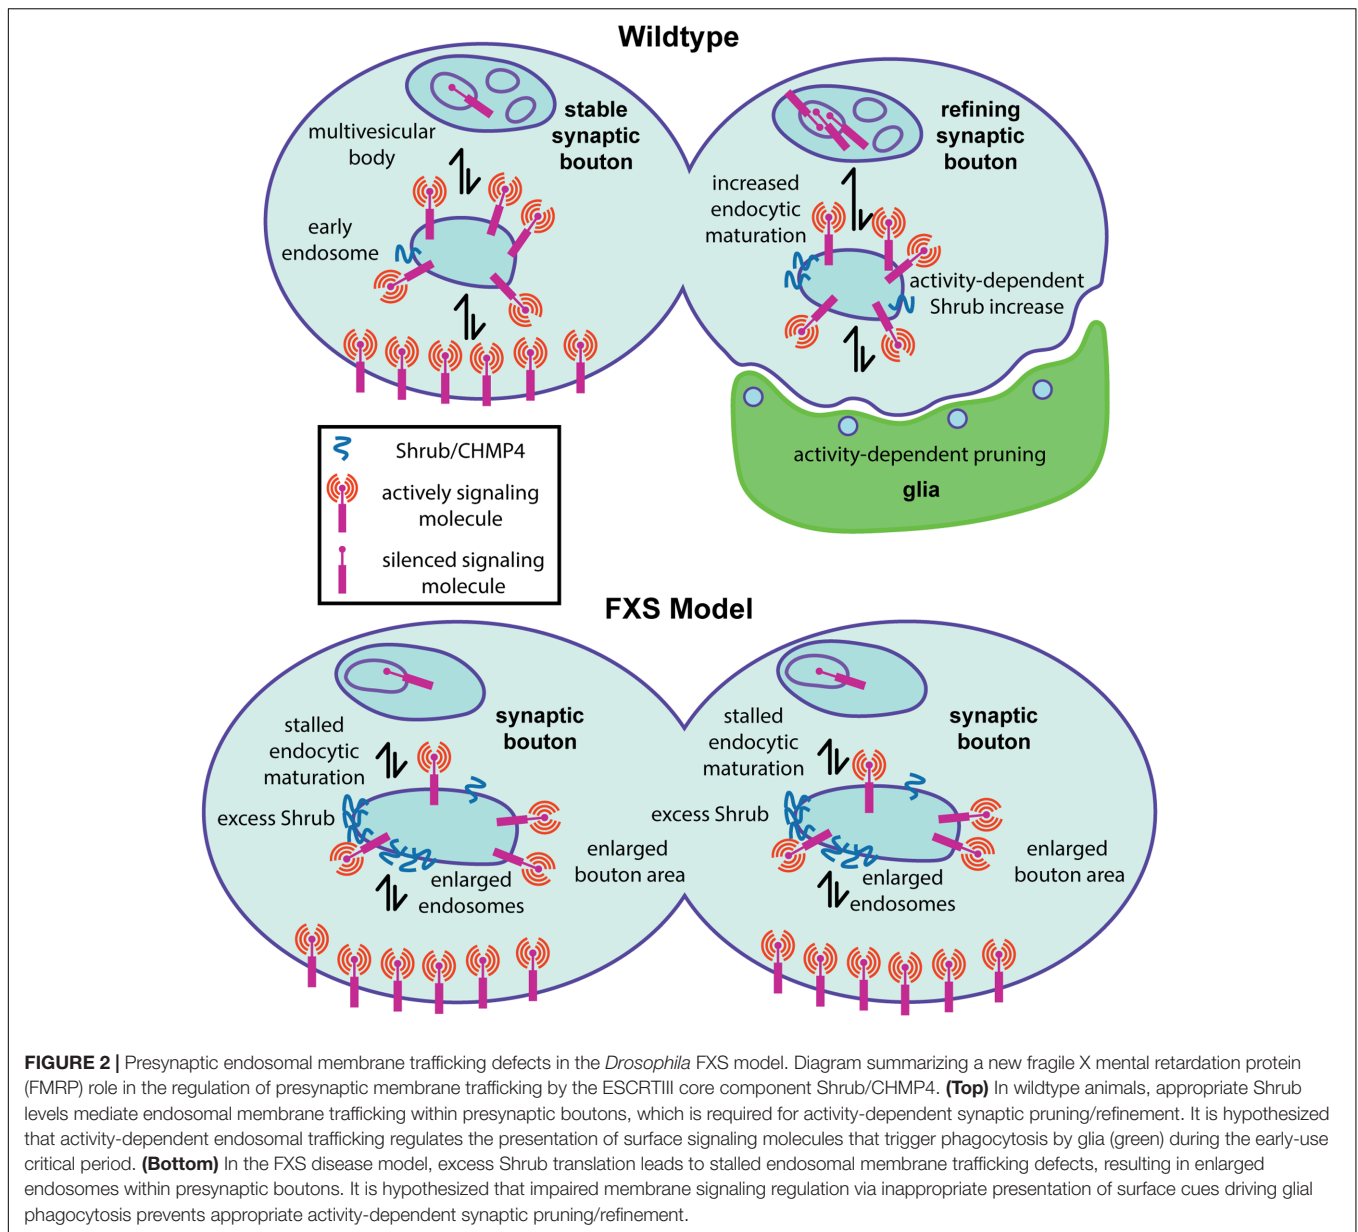 Wildtype
stable
synaptic
bouton
multivesicular
body
early
endosome
refining
synaptic
bouton
increased
endocytic
maturation
activity-dependent
Shrub increase
activity-dependent pruning
glia
Shrub/CHMP4
actively signaling
molecule
silenced signaling
molecule
FXS Model
synaptic
bouton
stalled
endocytic
maturation
excess Shrub
enlarged
bouton area
enlarged
endosomes
synaptic
bouton
stalled
endocytic
maturation
excess Shrub
enlarged
bouton area
enlarged
endosomes
FIGURE 2 | Presynaptic endosomal membrane trafficking defects in the Drosophila FXS model. Diagram summarizing a new fragile X mental retardation protein
(FMRP) role in the regulation of presynaptic membrane trafficking by the ESCRTIII core component Shrub/CHMP4. (Top) In wildtype animals, appropriate Shrub
levels mediate endosomal membrane trafficking within presynaptic boutons, which is required for activity-dependent synaptic pruning/refinement. It is hypothesized
that activity-dependent endosomal trafficking regulates the presentation of surface signaling molecules that trigger phagocytosis by glia (green) during the early-use
critical period. (Bottom) In the FXS disease model, excess Shrub translation leads to stalled endosomal membrane trafficking defects, resulting in enlarged
endosomes within presynaptic boutons. It is hypothesized that impaired membrane signaling regulation via inappropriate presentation of surface cues driving glial
phagocytosis prevents appropriate activity-dependent synaptic pruning/refinement.